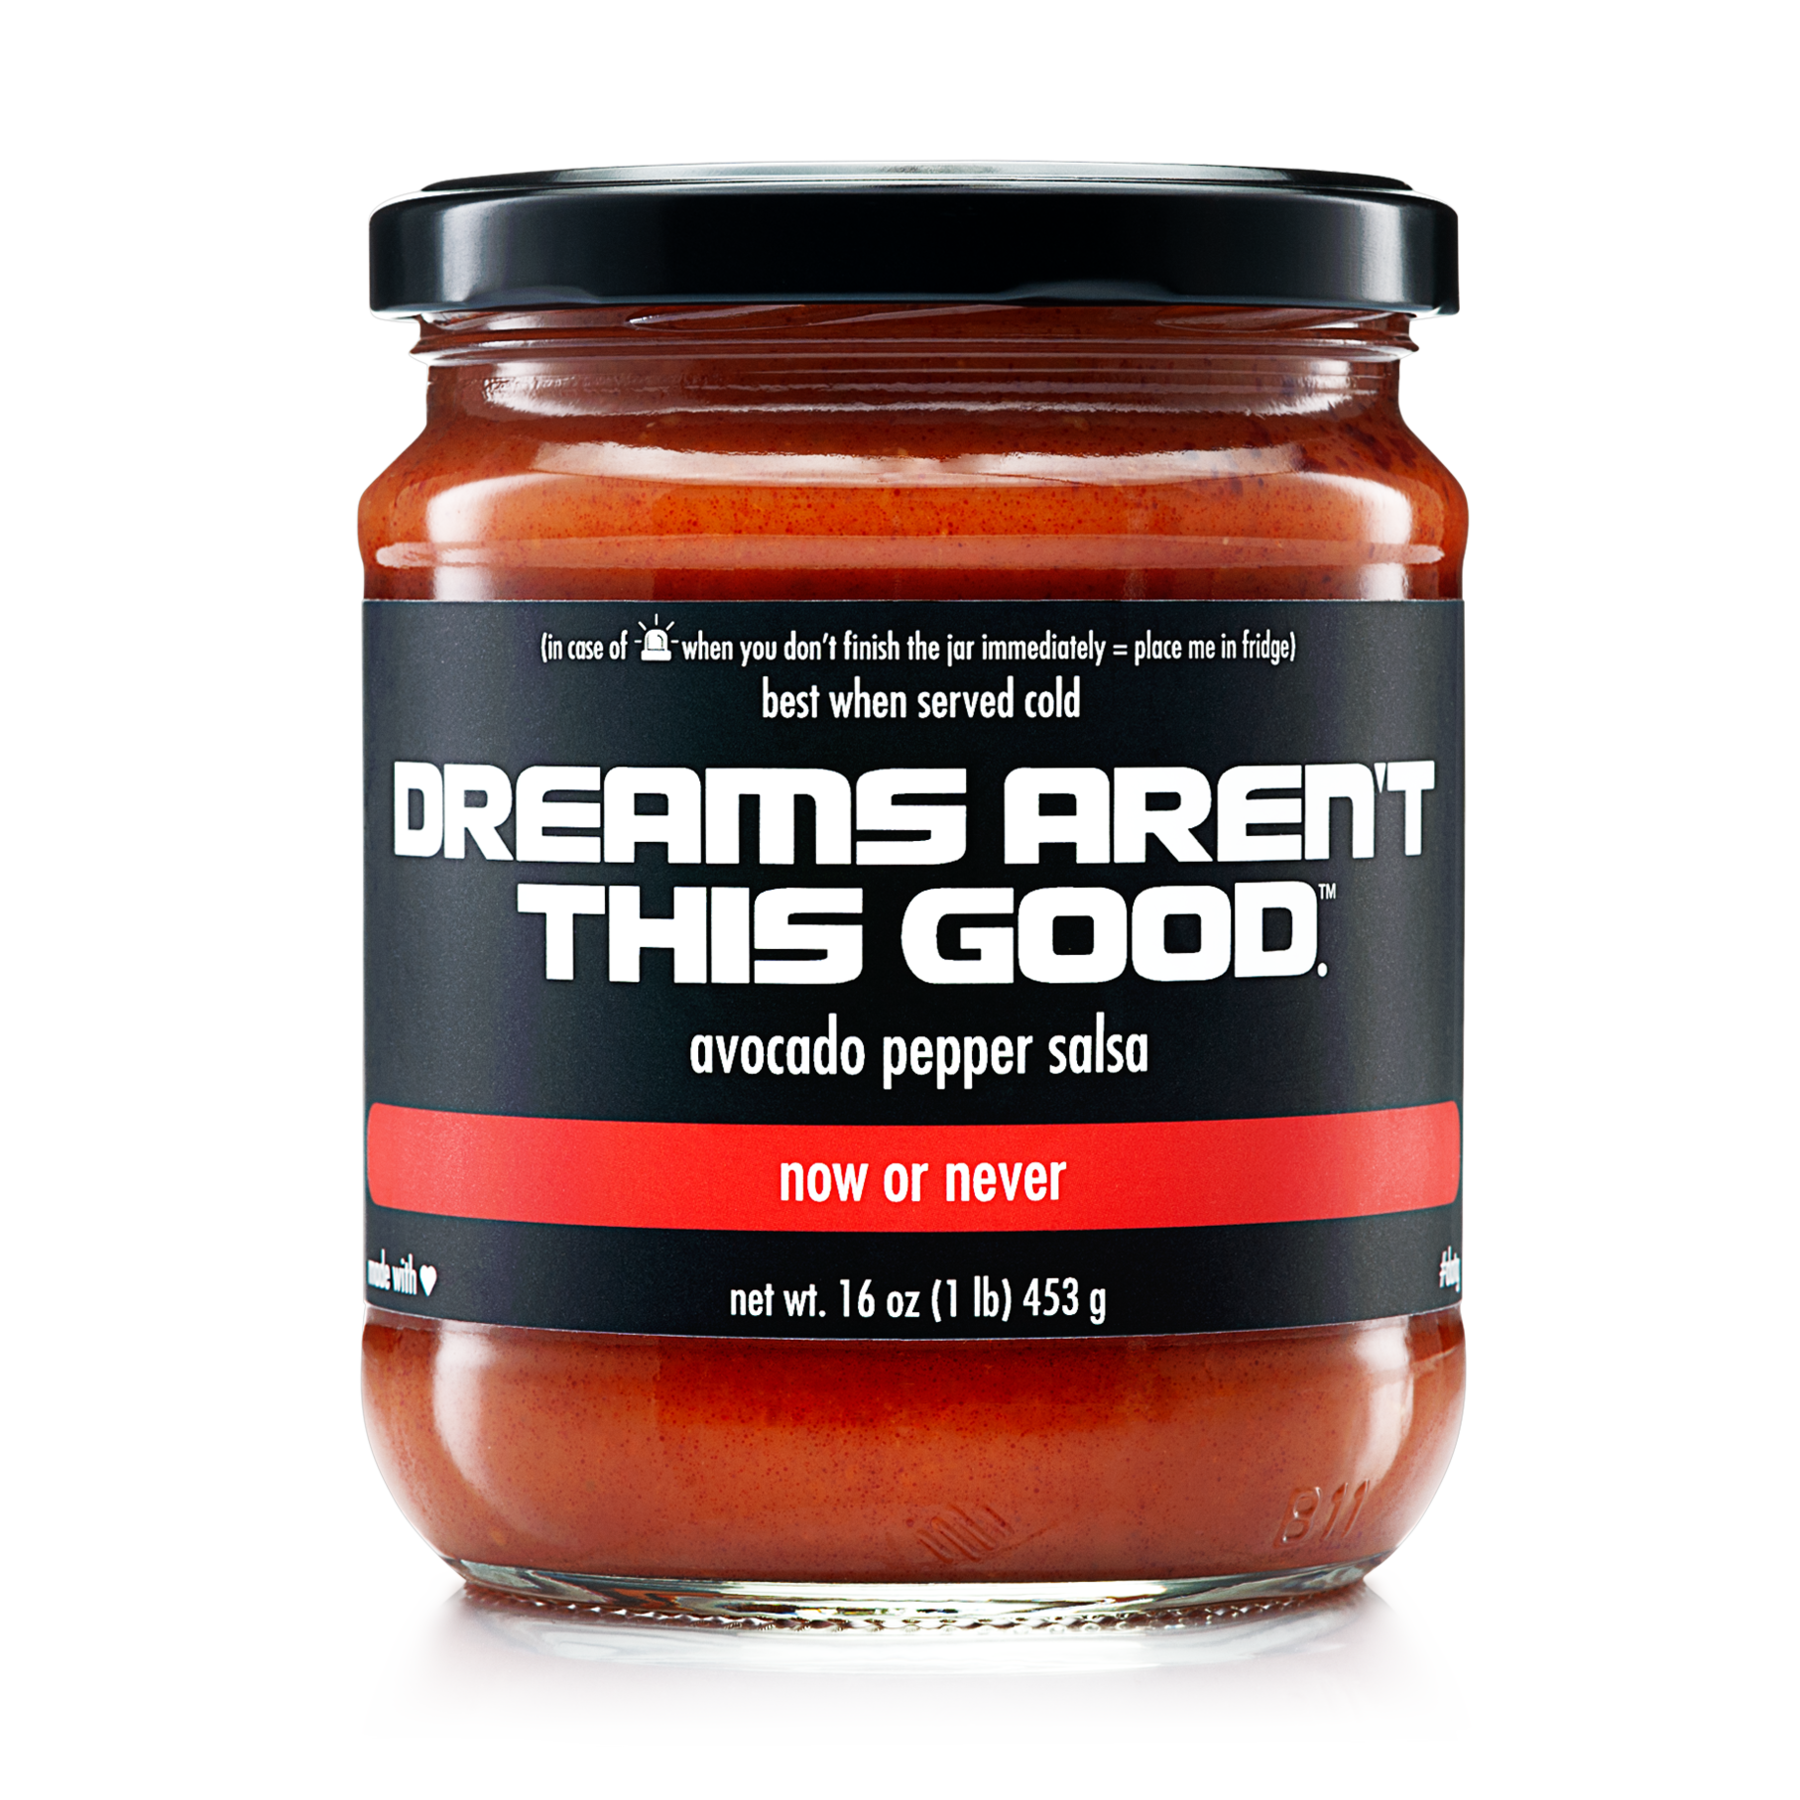 (in case of when you don't finish the jar immediately = place me in fridge)
best when served cold
DREAMS AREN'T
THIS GOOD.™
avocado pepper salsa
now or never
made with
net wt. 16 oz (1 lb) 453 g
811